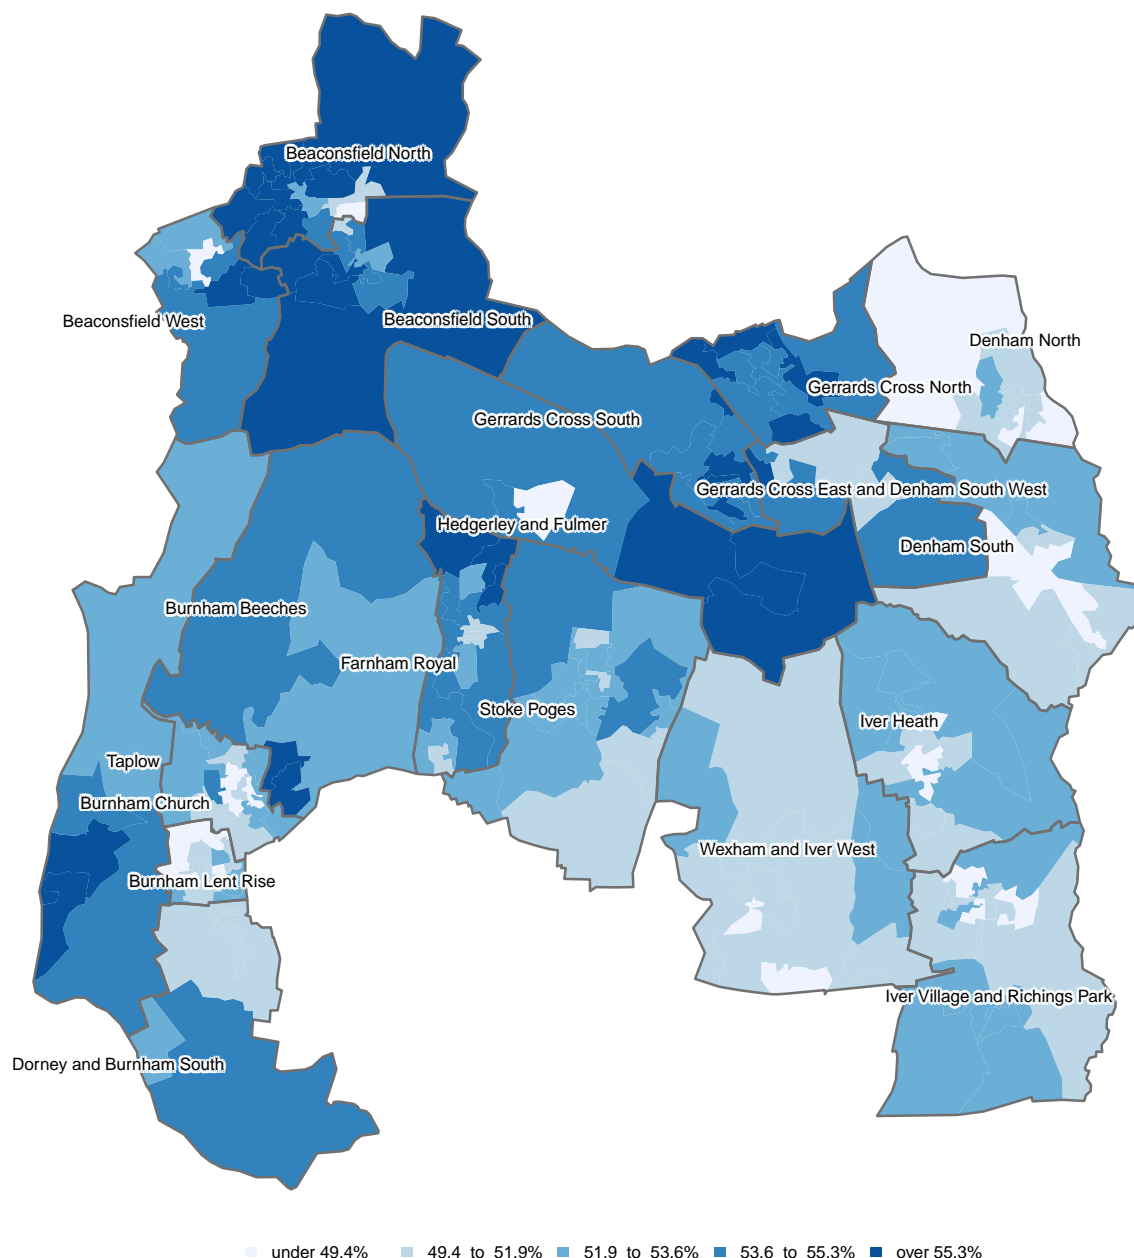 Beaconsfield North
Beaconsfield West
Beaconsfield South
Denham North
Gerrards Cross North
Gerrards Cross South
Gerrards Cross East and Denham South West
Hedgerley and Fulmer
Denham South
Burnham Beeches
Farnham Royal
Stoke Poges
Iver Heath
Taplow
Burnham Church
Wexham and Iver West
Burnham Lent Rise
Iver Village and Richings Park
Dorney and Burnham South
under 49.4% 49.4 to 51.9% 51.9 to 53.6% 53.6 to 55.3% over 55.3%